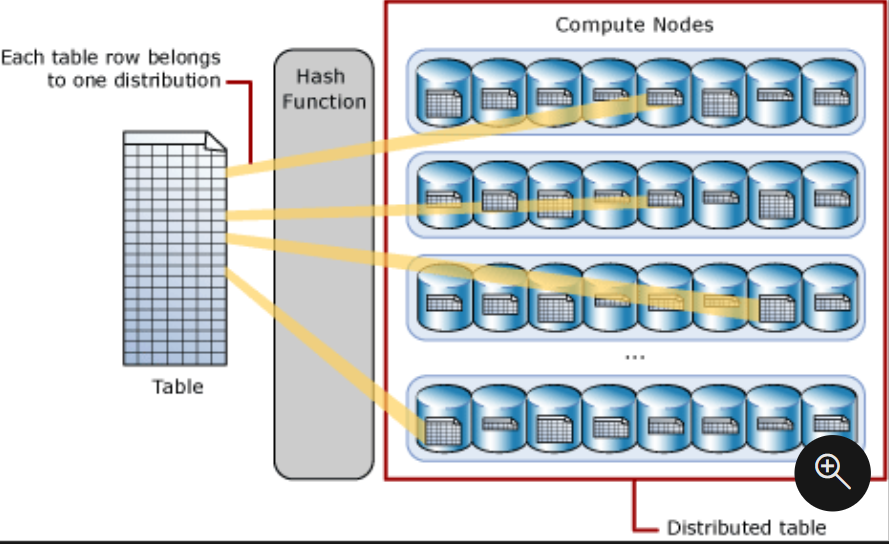 Compute Nodes
Each table row belongs
to one distribution
Hash
Function
Table
...
Distributed table